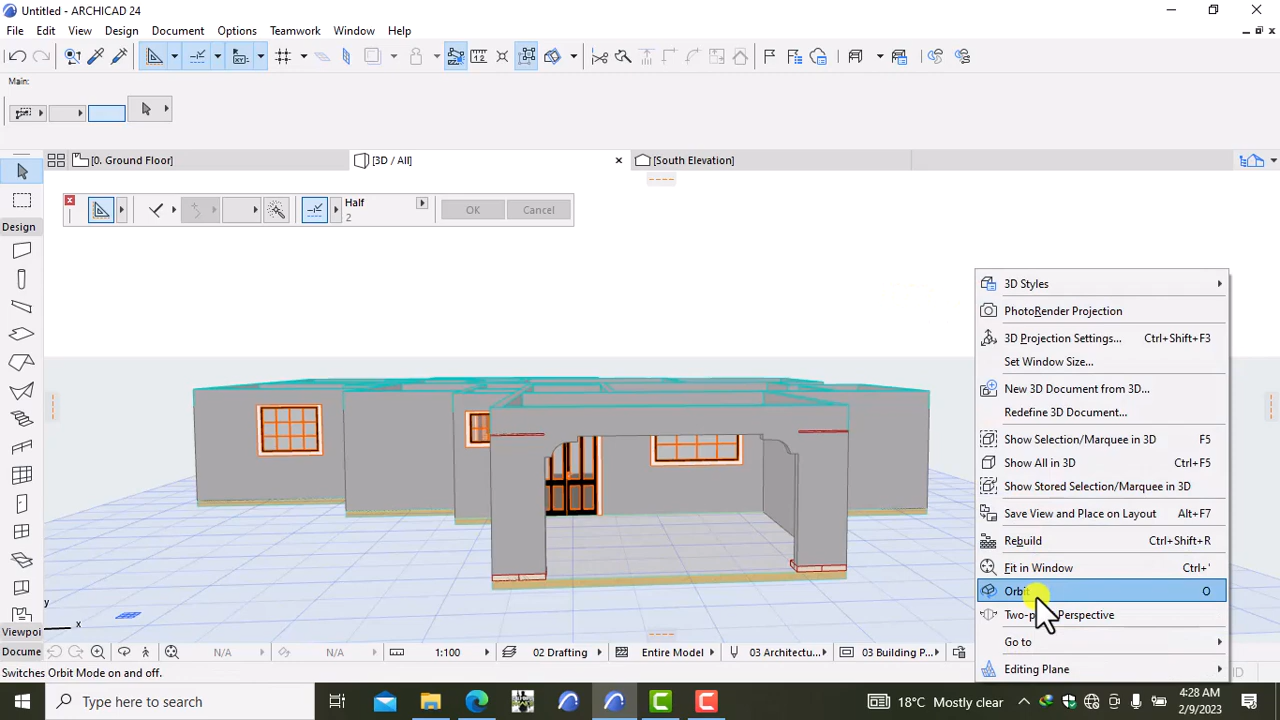 Untitled - ARCHICAD 24
File Edit View Design Document Options Teamwork Window Help
Main:
[0. Ground Floor]
[3D / All]
[South Elevation]
Half
2
OK
Cancel
Design
3D Styles
PhotoRender Projection
3D Projection Settings... Ctrl+Shift+F3
Set Window Size...
New 3D Document from 3D...
Redefine 3D Document...
Show Selection/Marquee in 3D F5
Show All in 3D Ctrl+F5
Show Stored Selection/Marquee in 3D
Save View and Place on Layout Alt+F7
Rebuild Ctrl+Shift+R
Fit in Window Ctrl+'
Orbit O
Perspective
Go to
Editing Plane
y
x
Viewpoi
Docume
N/A
N/A
1:100
02 Drafting
Entire Model
03 Architectu...
03 Building P...
Switches Orbit Mode on and off.
Type here to search
18°C Mostly clear
4:28 AM
2/9/2023